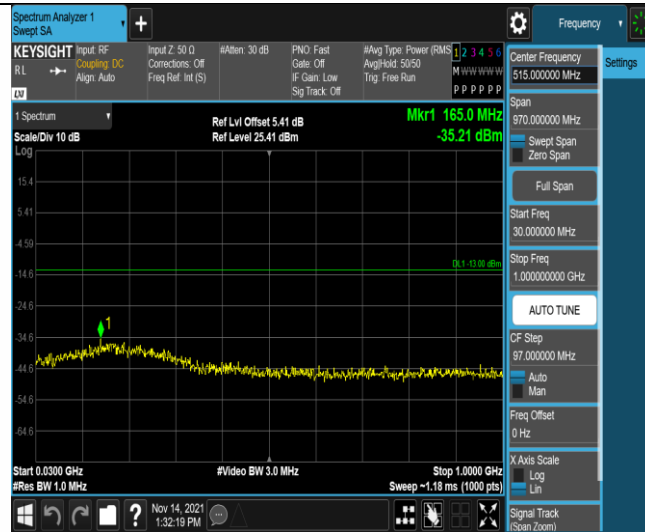 Spectrum Analyzer 1
Swept SA
+
Frequency
KEYSIGHT
RL
LXI
Input: RF
Coupling: DC
Align: Auto
Input Z: 50 Ω
Corrections: Off
Freq Ref: Int (S)
#Atten: 30 dB
PNO: Fast
Gate: Off
IF Gain: Low
Sig Track: Off
#Avg Type: Power (RMS
Avg|Hold: 50/50
Trig: Free Run
1 2 3 4 5 6
M W W W W W
P P P P P P
1 Spectrum
Scale/Div 10 dB
Log
Ref Lvl Offset 5.41 dB
Ref Level 25.41 dBm
Mkr1 165.0 MHz
-35.21 dBm
15.4
5.41
-4.59
-14.6
-24.6
-34.6
-44.6
-54.6
-64.6
DL1 -13.00 dBm
1
Start 0.0300 GHz
#Res BW 1.0 MHz
#Video BW 3.0 MHz
Stop 1.0000 GHz
Sweep ~1.18 ms (1000 pts)
?
Nov 14, 2021
1:32:19 PM
Center Frequency
515.000000 MHz
Settings
Span
970.000000 MHz
Swept Span
Zero Span
Full Span
Start Freq
30.000000 MHz
Stop Freq
1.000000000 GHz
AUTO TUNE
CF Step
97.000000 MHz
Auto
Man
Freq Offset
0 Hz
X Axis Scale
Log
Lin
Signal Track
(Span Zoom)